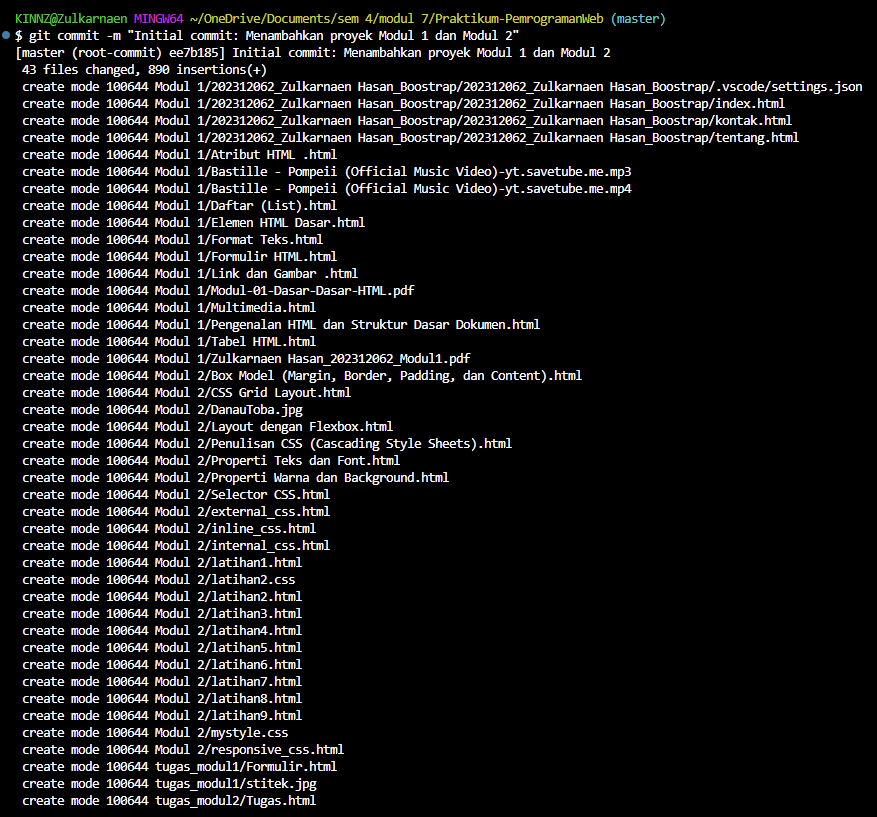 KINNZ@Zulkarnaen MINGW64 ~/OneDrive/Documents/sem 4/modul 7/Praktikum-PemrogramanWeb (master)
$ git commit -m "Initial commit: Menambahkan proyek Modul 1 dan Modul 2"
[master (root-commit) ee7b185] Initial commit: Menambahkan proyek Modul 1 dan Modul 2
43 files changed, 890 insertions(+)
create mode 100644 Modul 1/202312062_Zulkarnaen Hasan_Boostrap/202312062_Zulkarnaen Hasan_Boostrap/.vscode/settings.json
create mode 100644 Modul 1/202312062_Zulkarnaen Hasan_Boostrap/202312062_Zulkarnaen Hasan_Boostrap/index.html
create mode 100644 Modul 1/202312062_Zulkarnaen Hasan_Boostrap/202312062_Zulkarnaen Hasan_Boostrap/kontak.html
create mode 100644 Modul 1/202312062_Zulkarnaen Hasan_Boostrap/202312062_Zulkarnaen Hasan_Boostrap/tentang.html
create mode 100644 Modul 1/Atribut HTML .html
create mode 100644 Modul 1/Bastille - Pompeii (Official Music Video)-yt.savetube.me.mp3
create mode 100644 Modul 1/Bastille - Pompeii (Official Music Video)-yt.savetube.me.mp4
create mode 100644 Modul 1/Daftar (List).html
create mode 100644 Modul 1/Elemen HTML Dasar.html
create mode 100644 Modul 1/Format Teks.html
create mode 100644 Modul 1/Formulir HTML.html
create mode 100644 Modul 1/Link dan Gambar .html
create mode 100644 Modul 1/Modul-01-Dasar-Dasar-HTML.pdf
create mode 100644 Modul 1/Multimedia.html
create mode 100644 Modul 1/Pengenalan HTML dan Struktur Dasar Dokumen.html
create mode 100644 Modul 1/Tabel HTML.html
create mode 100644 Modul 1/Zulkarnaen Hasan_202312062_Modul1.pdf
create mode 100644 Modul 2/Box Model (Margin, Border, Padding, dan Content).html
create mode 100644 Modul 2/CSS Grid Layout.html
create mode 100644 Modul 2/DanauToba.jpg
create mode 100644 Modul 2/Layout dengan Flexbox.html
create mode 100644 Modul 2/Penulisan CSS (Cascading Style Sheets).html
create mode 100644 Modul 2/Properti Teks dan Font.html
create mode 100644 Modul 2/Properti Warna dan Background.html
create mode 100644 Modul 2/Selector CSS.html
create mode 100644 Modul 2/external_css.html
create mode 100644 Modul 2/inline_css.html
create mode 100644 Modul 2/internal_css.html
create mode 100644 Modul 2/latihan1.html
create mode 100644 Modul 2/latihan2.css
create mode 100644 Modul 2/latihan2.html
create mode 100644 Modul 2/latihan3.html
create mode 100644 Modul 2/latihan4.html
create mode 100644 Modul 2/latihan5.html
create mode 100644 Modul 2/latihan6.html
create mode 100644 Modul 2/latihan7.html
create mode 100644 Modul 2/latihan8.html
create mode 100644 Modul 2/latihan9.html
create mode 100644 Modul 2/mystyle.css
create mode 100644 Modul 2/responsive_css.html
create mode 100644 tugas_modul1/Formulir.html
create mode 100644 tugas_modul1/stitek.jpg
create mode 100644 tugas_modul2/Tugas.html